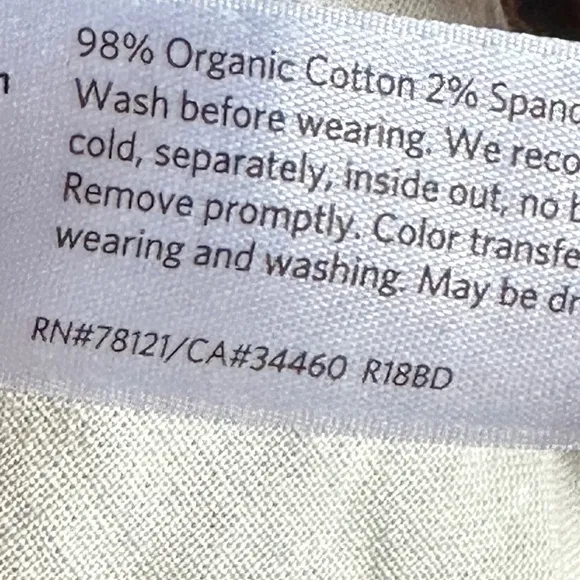 98% Organic Cotton 2% Span
Wash before wearing. We reco
cold, separately, inside out, no
Remove promptly. Color transfe
wearing and washing. May be dr
RN#78121/CA#34460 R18BD